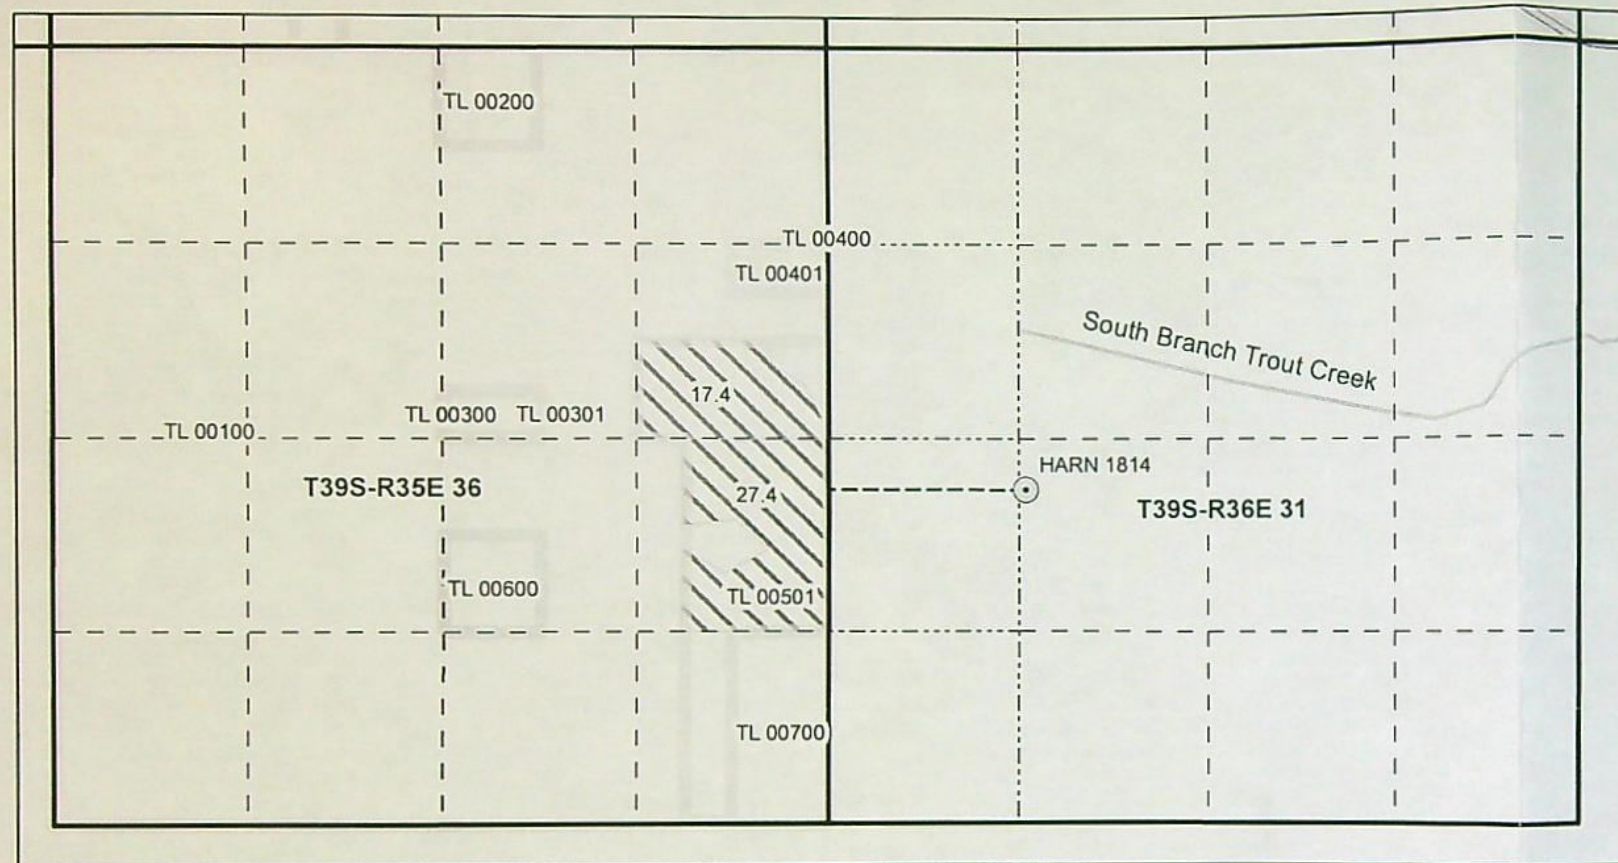 TL 00200
TL 00400
TL 00401
South Branch Trout Creek
17.4
TL 00300 TL 00301
TL 00100
HARN 1814
T39S-R35E 36
27.4
T39S-R36E 31
TL 00600
TL 00501
TL 00700